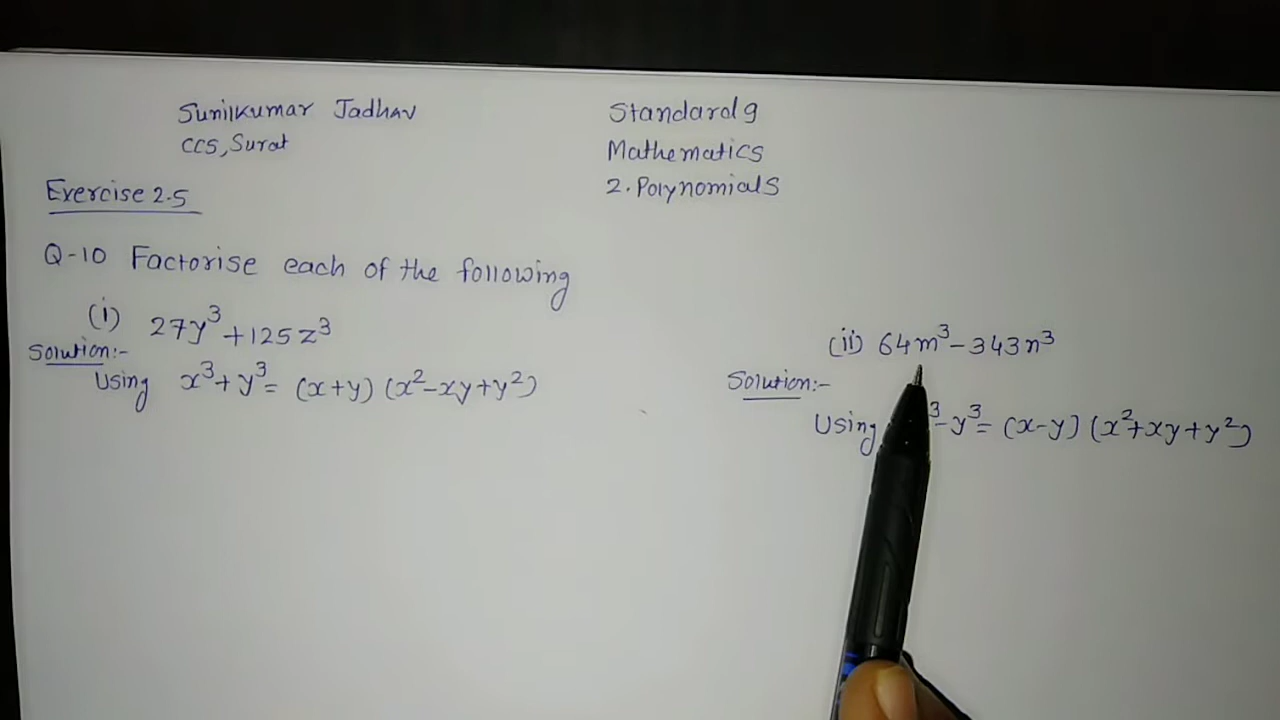 Sunilkumar Jadhav
CCS, Surat
Standard 9
Mathematics
2. Polynomials
Exercise 2.5
Q-10 Factorise each of the following
(i) 27y³+125z³
Solution:-
Using x³+y³= (x+y) (x²-xy+y²)
(ii) 64m³-343n³
Solution:-
Using ³-y³= (x-y) (x²+xy+y²)